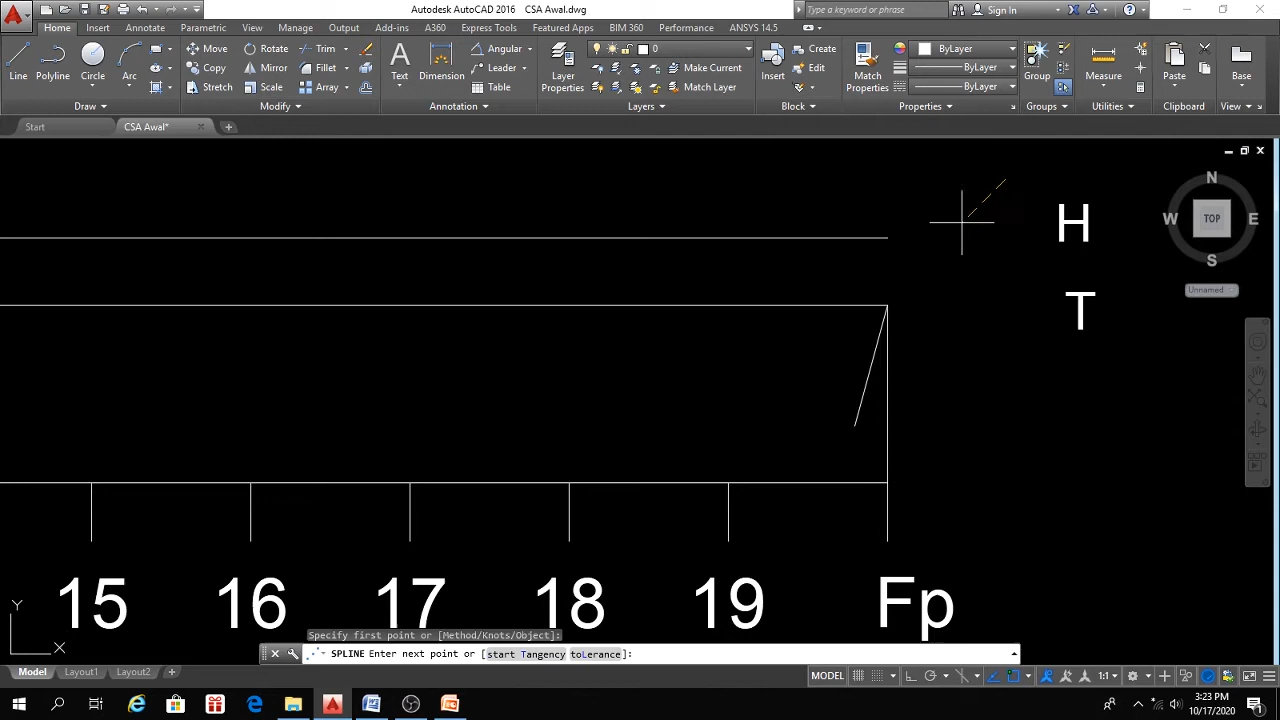 Autodesk AutoCAD 2016 CSA Awal.dwg
Type a keyword or phrase
Sign In
Home Insert Annotate Parametric View Manage Output Add-ins A360 Express Tools Featured Apps BIM 360 Performance ANSYS 14.5
Line Polyline Circle Arc
Move Rotate Trim
Copy Mirror Fillet
Stretch Scale Array
Text Dimension
Angular
Leader
Table
Layer Properties
0
Make Current
Match Layer
Insert
Create
Edit
Match Properties
ByLayer
ByLayer
ByLayer
Group
Measure
Paste
Base
Draw Modify Annotation Layers Block Properties Groups Utilities Clipboard View
Start CSA Awal*
N
W TOP E
S
Unnamed
H
T
15 16 17 18 19 Fp
Y
X
Specify first point or [Method/Knots/Object]:
SPLINE Enter next point or [start Tangency toLerance]:
Model Layout1 Layout2
MODEL
1:1
3:23 PM
10/17/2020
1